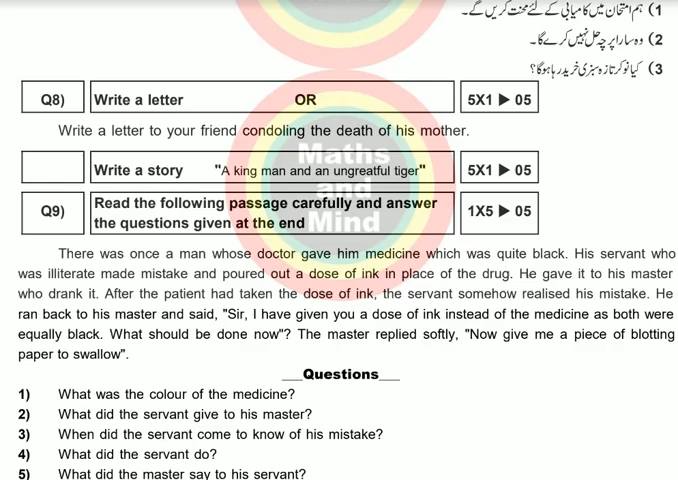 1) ہم امتحان میں کامیابی کے لئے محنت کریں گے۔
2) وہ سارا پرچہ حل نہیں کرے گا۔
3) کیا نوکر تازہ سبزی خرید رہا ہوگا؟
Q8) Write a letter OR 5X1 ► 05
Write a letter to your friend condoling the death of his mother.
Write a story "A king man and an ungreatful tiger" 5X1 ► 05
Q9) Read the following passage carefully and answer the questions given at the end 1X5 ► 05
Maths
and
Mind
There was once a man whose doctor gave him medicine which was quite black. His servant who
was illiterate made mistake and poured out a dose of ink in place of the drug. He gave it to his master
who drank it. After the patient had taken the dose of ink, the servant somehow realised his mistake. He
ran back to his master and said, "Sir, I have given you a dose of ink instead of the medicine as both were
equally black. What should be done now"? The master replied softly, "Now give me a piece of blotting
paper to swallow".
___Questions___
1) What was the colour of the medicine?
2) What did the servant give to his master?
3) When did the servant come to know of his mistake?
4) What did the servant do?
5) What did the master say to his servant?